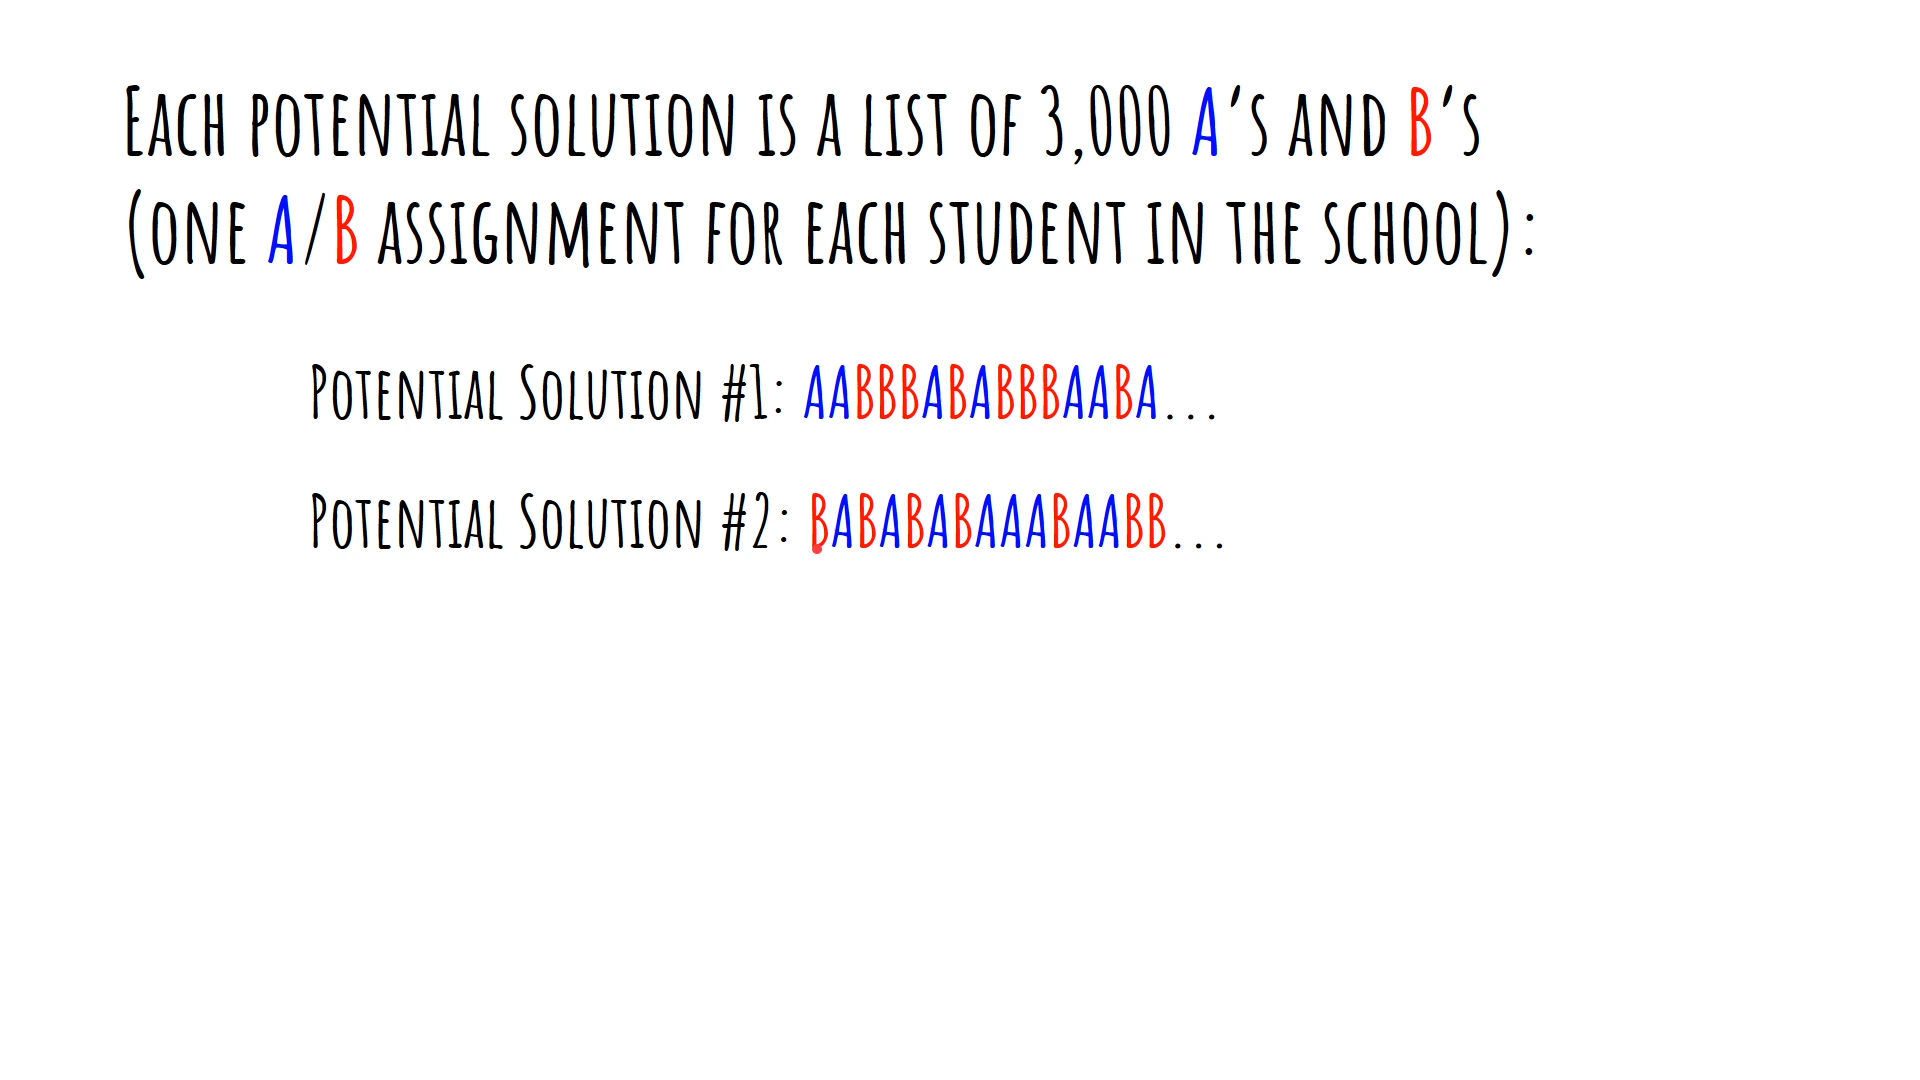 Each potential solution is a list of 3,000 A's and B's
(one A/B assignment for each student in the school):
Potential Solution #1: AABBBABABBBAABA...
Potential Solution #2: BABABABAAABAABB...